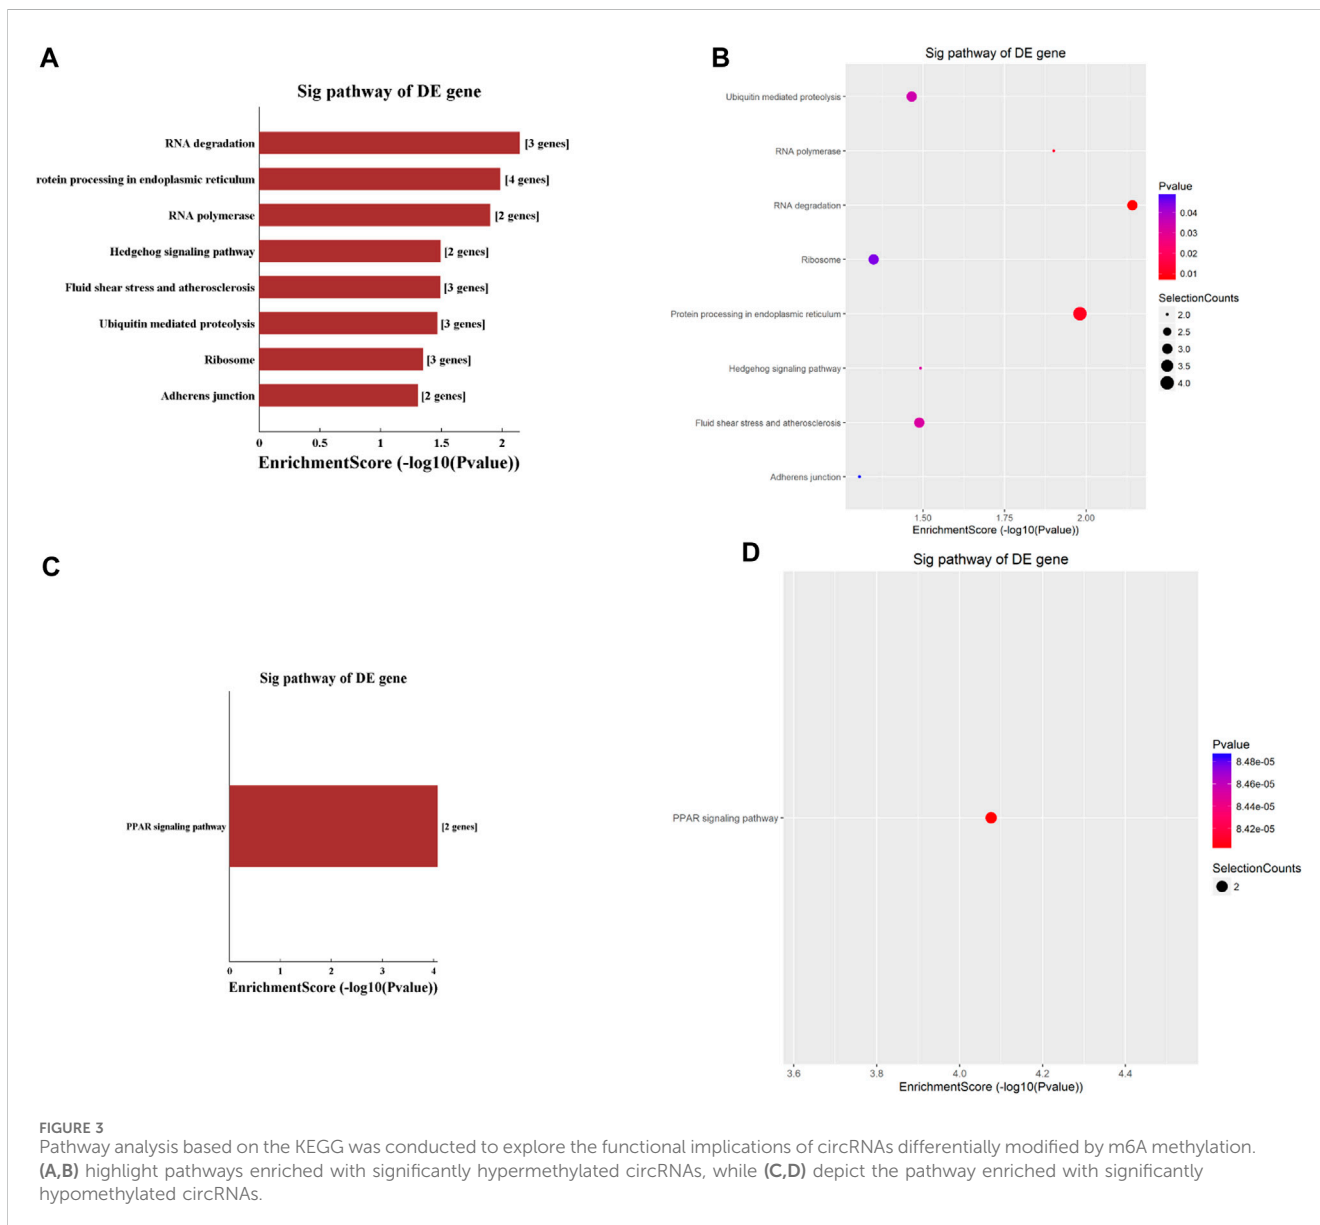 A
Sig pathway of DE gene
RNA degradation
[3 genes]
rotein processing in endoplasmic reticulum
[4 genes]
RNA polymerase
[2 genes]
Hedgehog signaling pathway
[2 genes]
Fluid shear stress and atherosclerosis
[3 genes]
Ubiquitin mediated proteolysis
[3 genes]
Ribosome
[3 genes]
Adherens junction
[2 genes]
0 0.5 1 1.5 2
EnrichmentScore (-log10(Pvalue))
B
Sig pathway of DE gene
Ubiquitin mediated proteolysis
RNA polymerase
RNA degradation
Ribosome
Protein processing in endoplasmic reticulum
Hedgehog signaling pathway
Fluid shear stress and atherosclerosis
Adherens junction
1.50 1.75 2.00
EnrichmentScore (-log10(Pvalue))
Pvalue
0.04
0.03
0.02
0.01
SelectionCounts
2.0
2.5
3.0
3.5
4.0
C
Sig pathway of DE gene
PPAR signaling pathway
[2 genes]
0 1 2 3 4
EnrichmentScore (-log10(Pvalue))
D
Sig pathway of DE gene
PPAR signaling pathway
3.6 3.8 4.0 4.2 4.4
EnrichmentScore (-log10(Pvalue))
Pvalue
8.48e-05
8.46e-05
8.44e-05
8.42e-05
SelectionCounts
2
FIGURE 3
Pathway analysis based on the KEGG was conducted to explore the functional implications of circRNAs differentially modified by m6A methylation.
(A,B) highlight pathways enriched with significantly hypermethylated circRNAs, while (C,D) depict the pathway enriched with significantly
hypomethylated circRNAs.